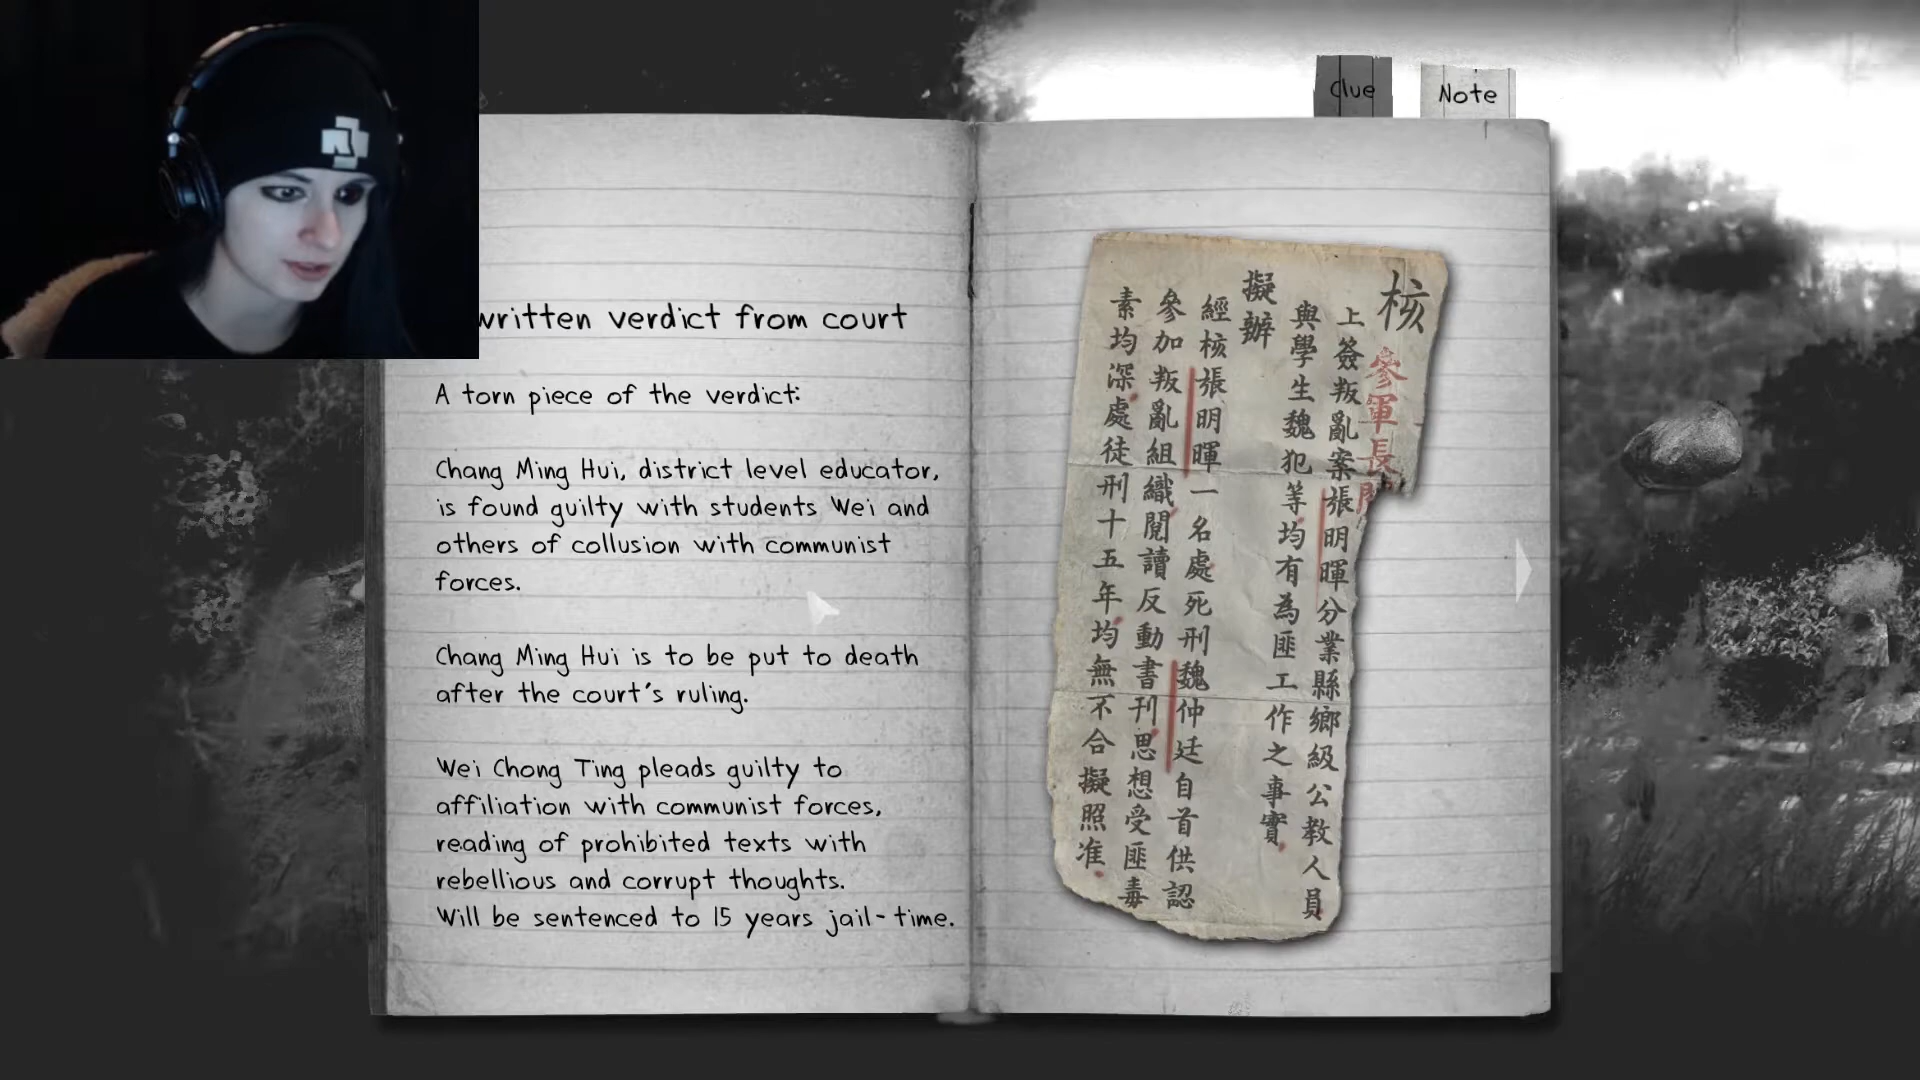 Clue
Note
written verdict from court
A torn piece of the verdict:
Chang Ming Hui, district level educator,
is found guilty with students Wei and
others of collusion with communist
forces.
Chang Ming Hui is to be put to death
after the court's ruling.
Wei Chong Ting pleads guilty to
affiliation with communist forces,
reading of prohibited texts with
rebellious and corrupt thoughts.
Will be sentenced to 15 years jail-time.
核
參軍長
上簽叛亂案張明暉分業縣鄉級公教人員
與學生魏犯等均有為匪工作之事實
擬辦
經核張明暉一名處死刑魏仲廷自首供認
參加叛亂組織閱讀反動書刊思想受匪毒
素均深處徒刑十五年均無不合擬照准